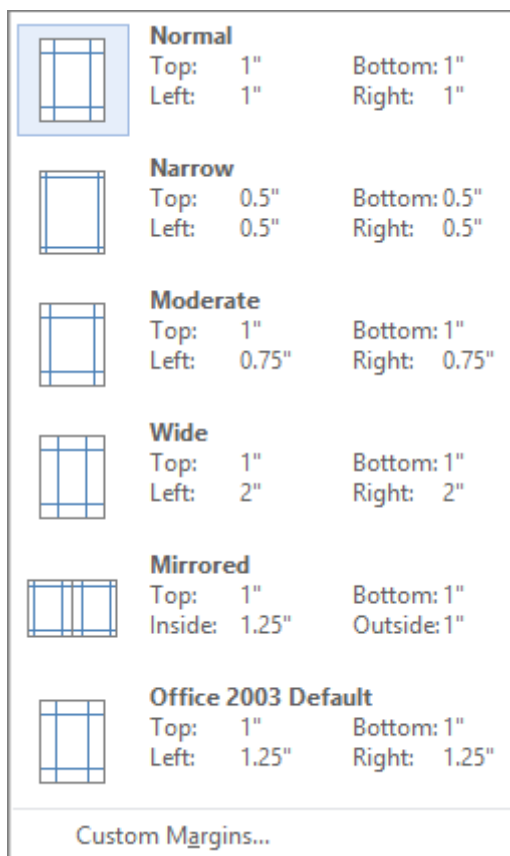 Normal
Top: 1" Bottom: 1"
Left: 1" Right: 1"
Narrow
Top: 0.5" Bottom: 0.5"
Left: 0.5" Right: 0.5"
Moderate
Top: 1" Bottom: 1"
Left: 0.75" Right: 0.75"
Wide
Top: 1" Bottom: 1"
Left: 2" Right: 2"
Mirrored
Top: 1" Bottom: 1"
Inside: 1.25" Outside: 1"
Office 2003 Default
Top: 1" Bottom: 1"
Left: 1.25" Right: 1.25"
Custom Margins...